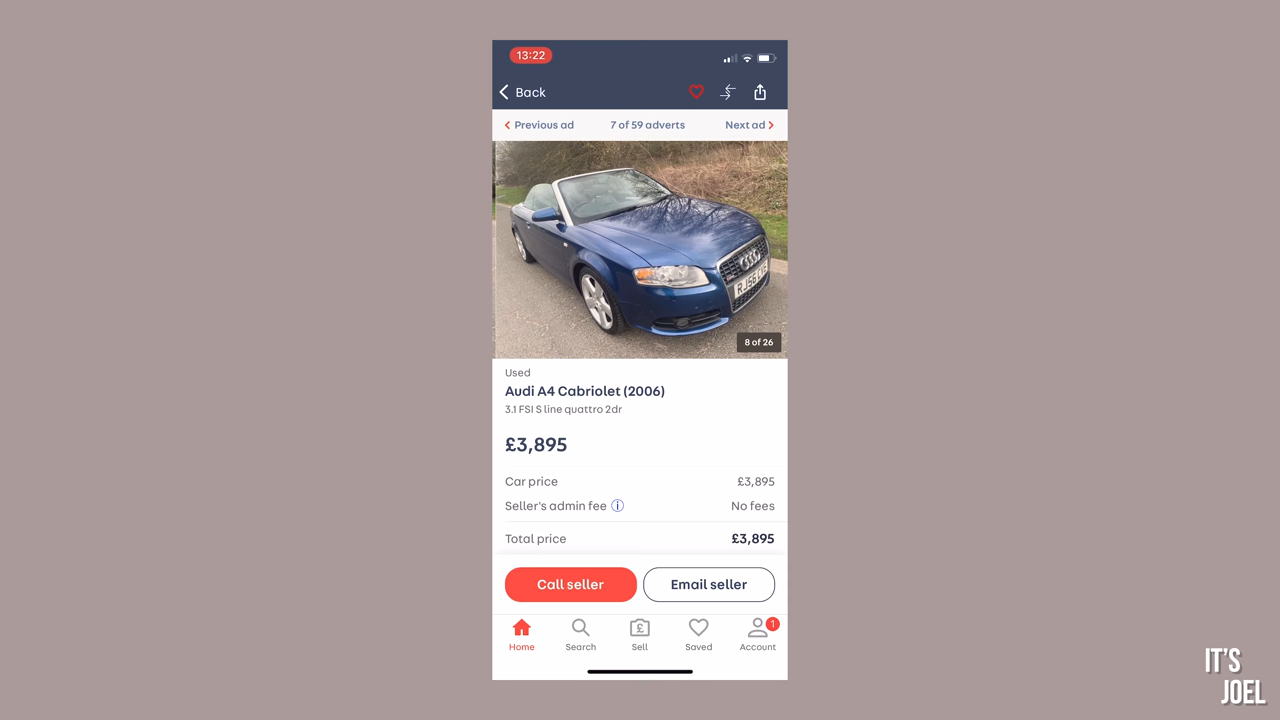 13:22
Back
Previous ad 7 of 59 adverts Next ad
8 of 26
Used
Audi A4 Cabriolet (2006)
3.1 FSI S line quattro 2dr
£3,895
Car price £3,895
Seller's admin fee No fees
Total price £3,895
Call seller Email seller
1
Home Search Sell Saved Account
IT'S
JOEL